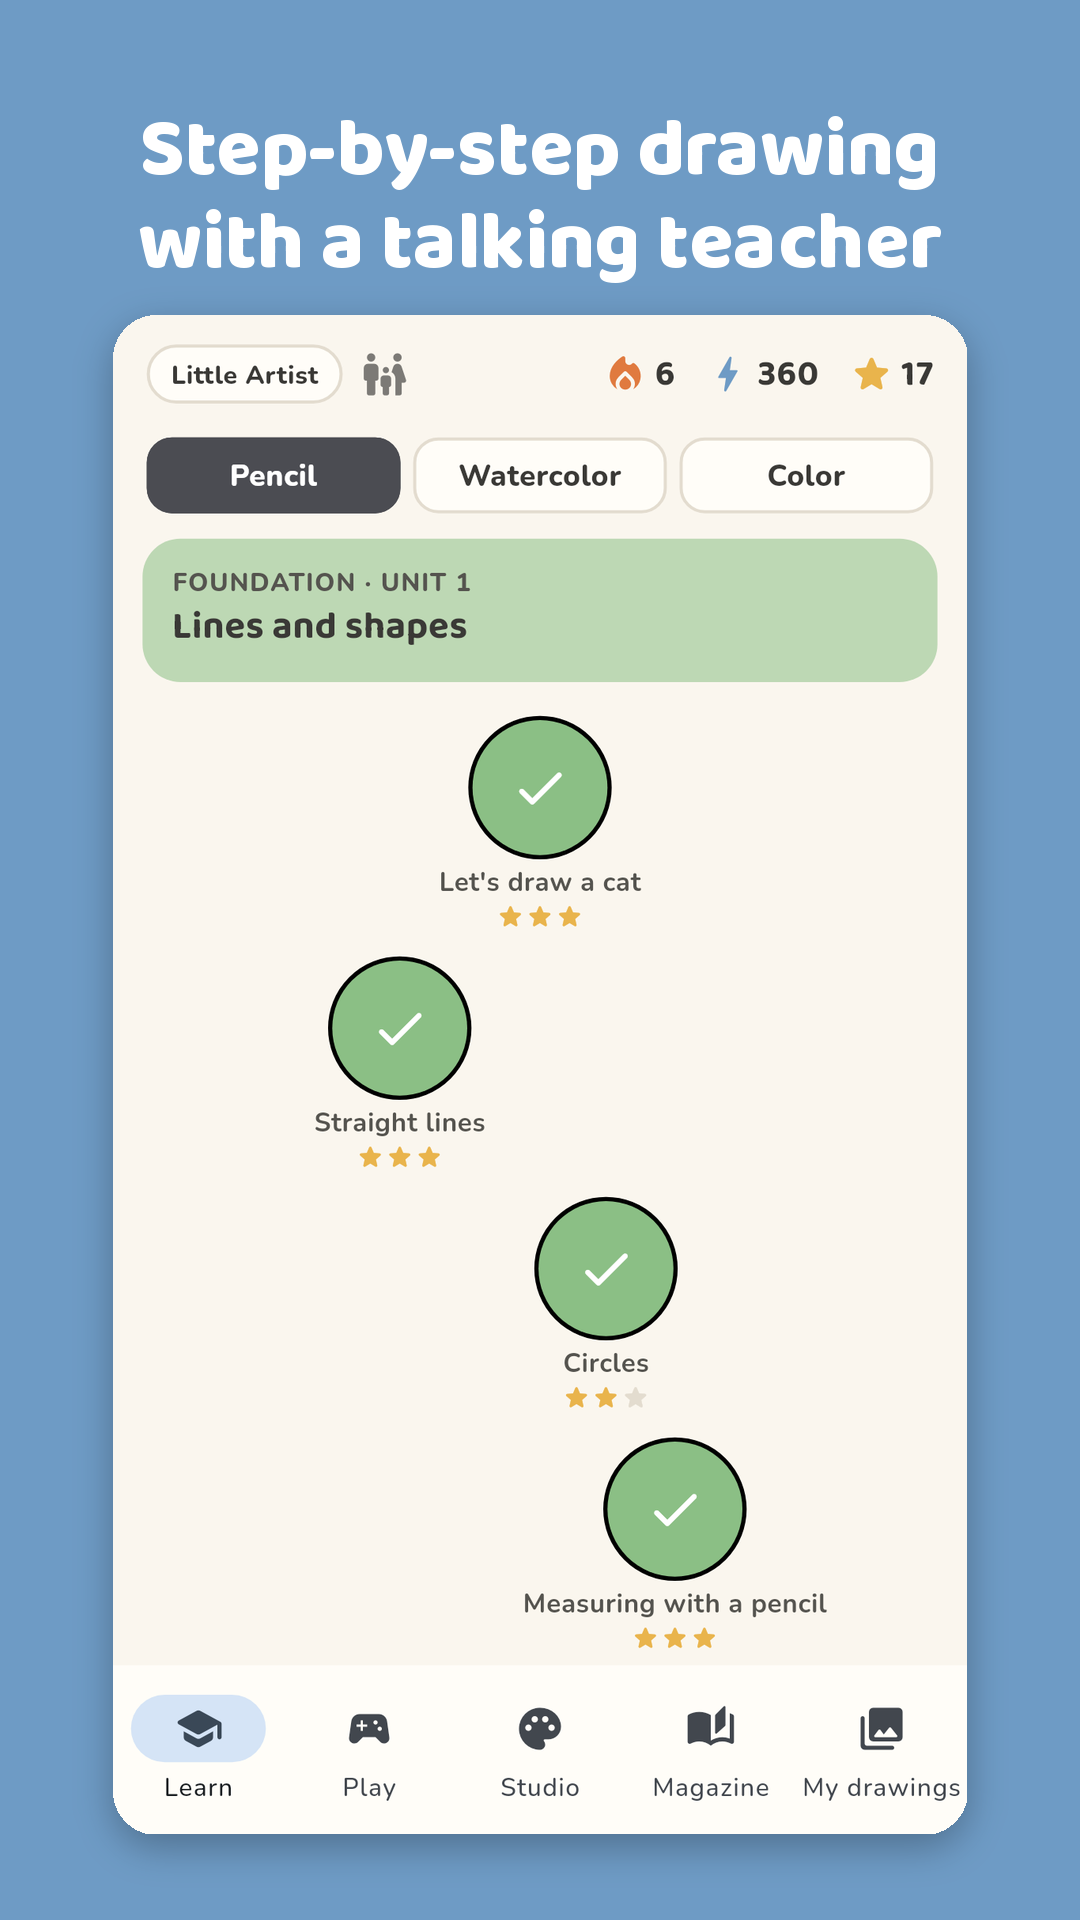 Step-by-step drawing
with a talking teacher
Little Artist
6
360
17
Pencil
Watercolor
Color
FOUNDATION · UNIT 1
Lines and shapes
Let's draw a cat
Straight lines
Circles
Measuring with a pencil
Learn
Play
Studio
Magazine
My drawings